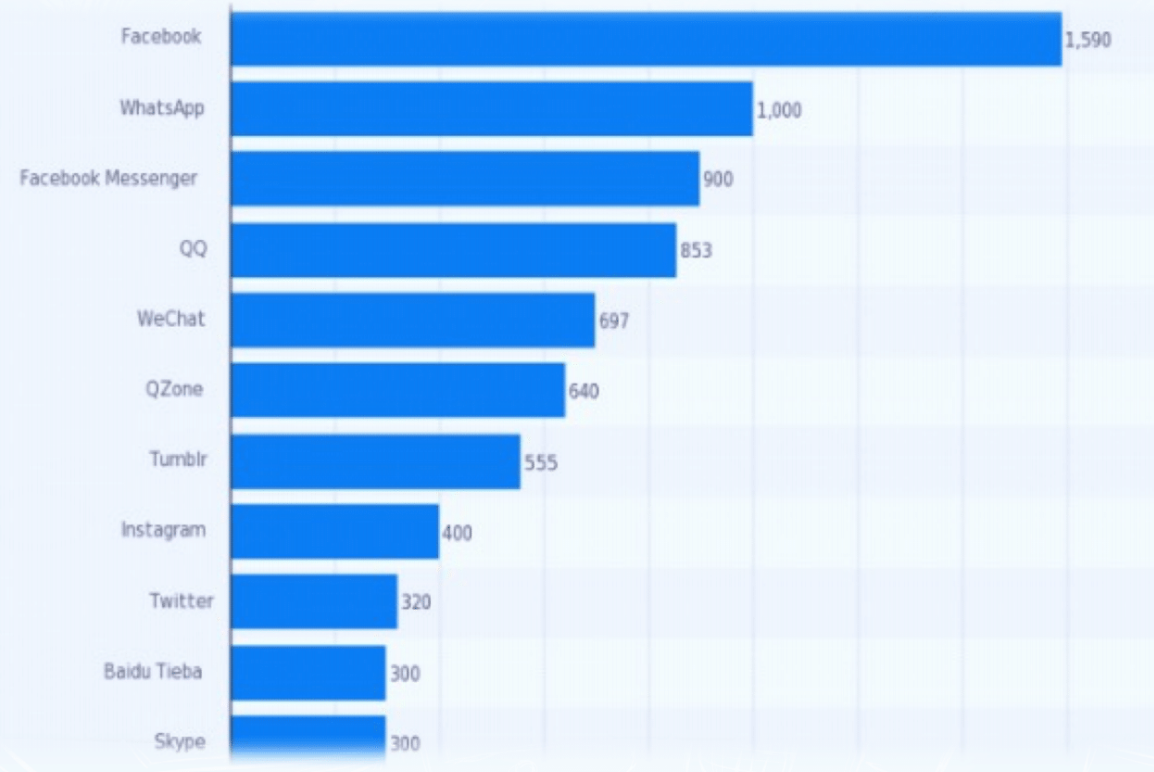 Facebook 1,590
WhatsApp 1,000
Facebook Messenger 900
QQ 853
WeChat 697
QZone 640
Tumblr 555
Instagram 400
Twitter 320
Baidu Tieba 300
Skype 300